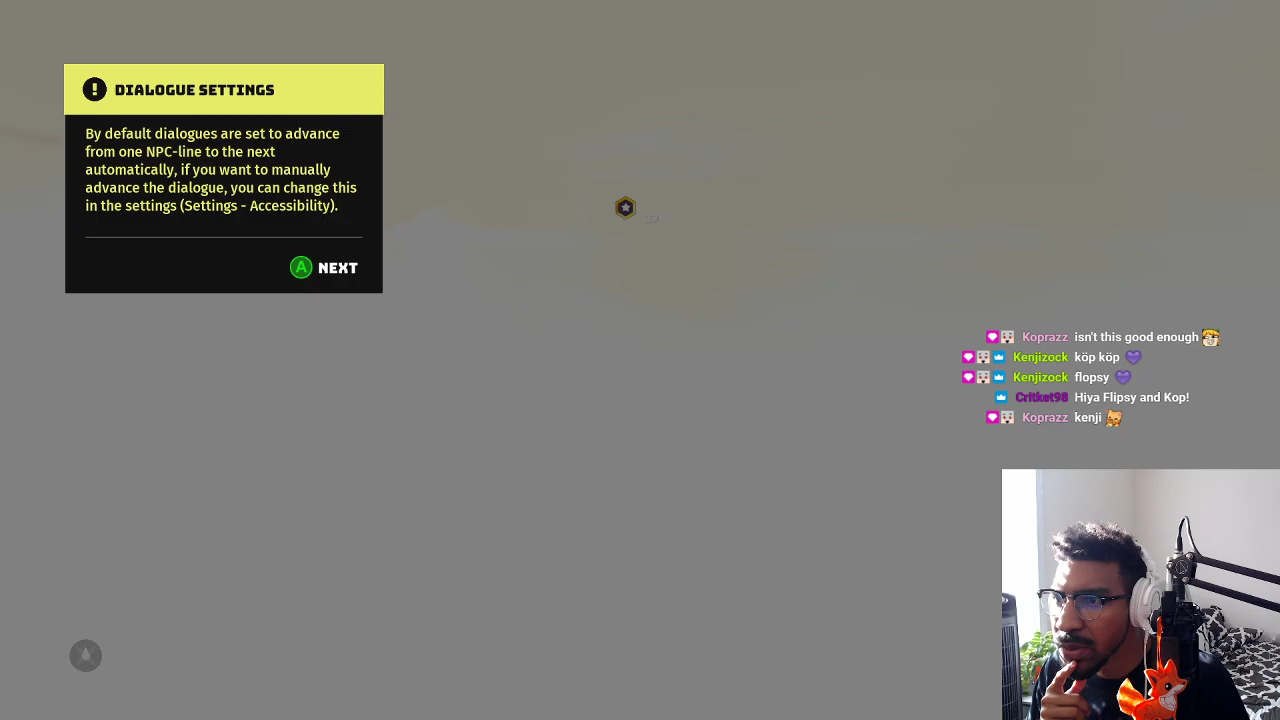 DIALOGUE SETTINGS
By default dialogues are set to advance
from one NPC-line to the next
automatically, if you want to manually
advance the dialogue, you can change this
in the settings (Settings - Accessibility).
A NEXT
Koprazz isn't this good enough
Kenjizock köp köp
Kenjizock flopsy
Critket98 Hiya Flipsy and Kop!
Koprazz kenji